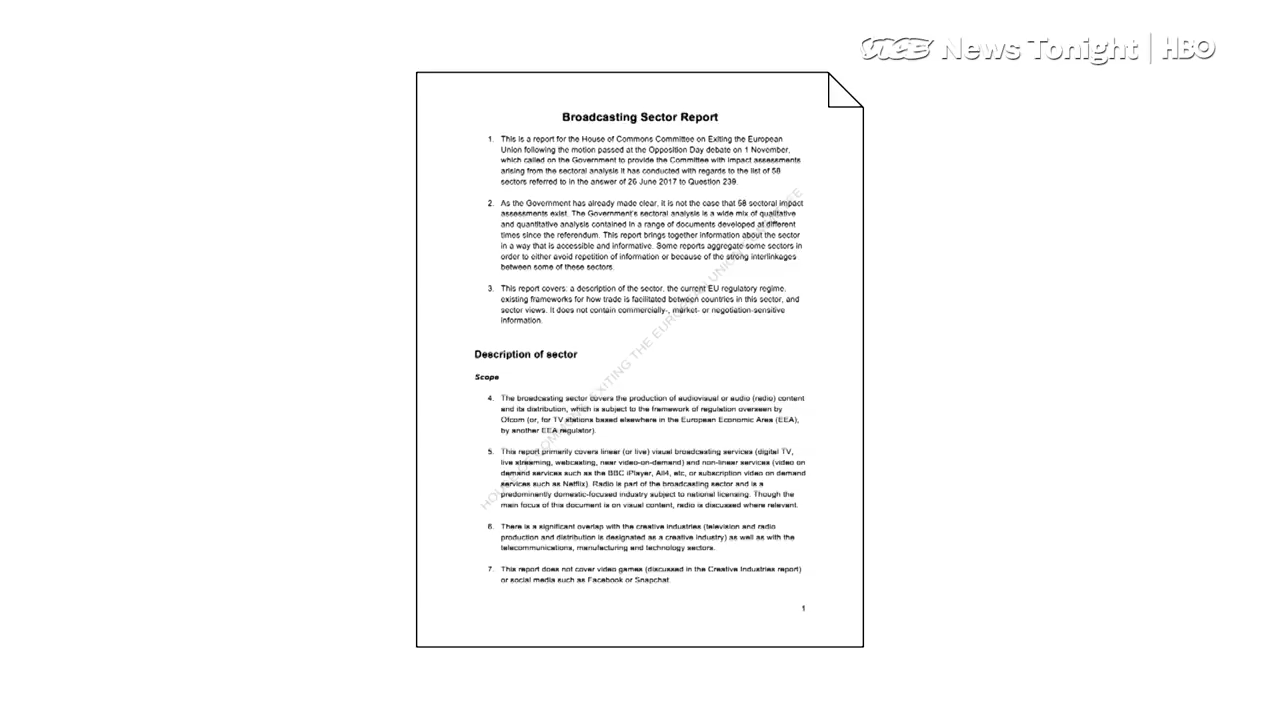 VICE News Tonight | HBO
Broadcasting Sector Report
1. This is a report for the House of Commons Committee on Exiting the European
Union following the motion passed at the Opposition Day debate on 1 November,
which called on the Government to provide the Committee with impact assessments
arising from the sectoral analysis it has conducted with regards to the list of 58
sectors referred to in the answer of 26 June 2017 to Question 239.
2. As the Government has already made clear, it is not the case that 58 sectoral impact
assessments exist. The Government's sectoral analysis is a wide mix of qualitative
and quantitative analysis contained in a range of documents developed at different
times since the referendum. This report brings together information about the sector
in a way that is accessible and informative. Some reports aggregate some sectors in
order to either avoid repetition of information or because of the strong interlinkages
between some of these sectors.
3. This report covers: a description of the sector, the current EU regulatory regime,
existing frameworks for how trade is facilitated between countries in this sector, and
sector views. It does not contain commercially-, market- or negotiation-sensitive
information.
Description of sector
Scope
4. The broadcasting sector covers the production of audiovisual or audio (radio) content
and its distribution, which is subject to the framework of regulation overseen by
Ofcom (or, for TV stations based elsewhere in the European Economic Area (EEA),
by another EEA regulator).
5. This report primarily covers linear (or live) visual broadcasting services (digital TV,
live streaming, webcasting, near video-on-demand) and non-linear services (video on
demand services such as the BBC iPlayer, All4, etc, or subscription video on demand
services such as Netflix). Radio is part of the broadcasting sector and is a
predominently domestic-focused industry subject to national licensing. Though the
main focus of this document is on visual content, radio is discussed where relevant.
6. There is a significant overlap with the creative industries (television and radio
production and distribution is designated as a creative industry) as well as with the
telecommunications, manufacturing and technology sectors.
7. This report does not cover video games (discussed in the Creative Industries report)
or social media such as Facebook or Snapchat.
1
EXITING THE EUROPEAN UNION